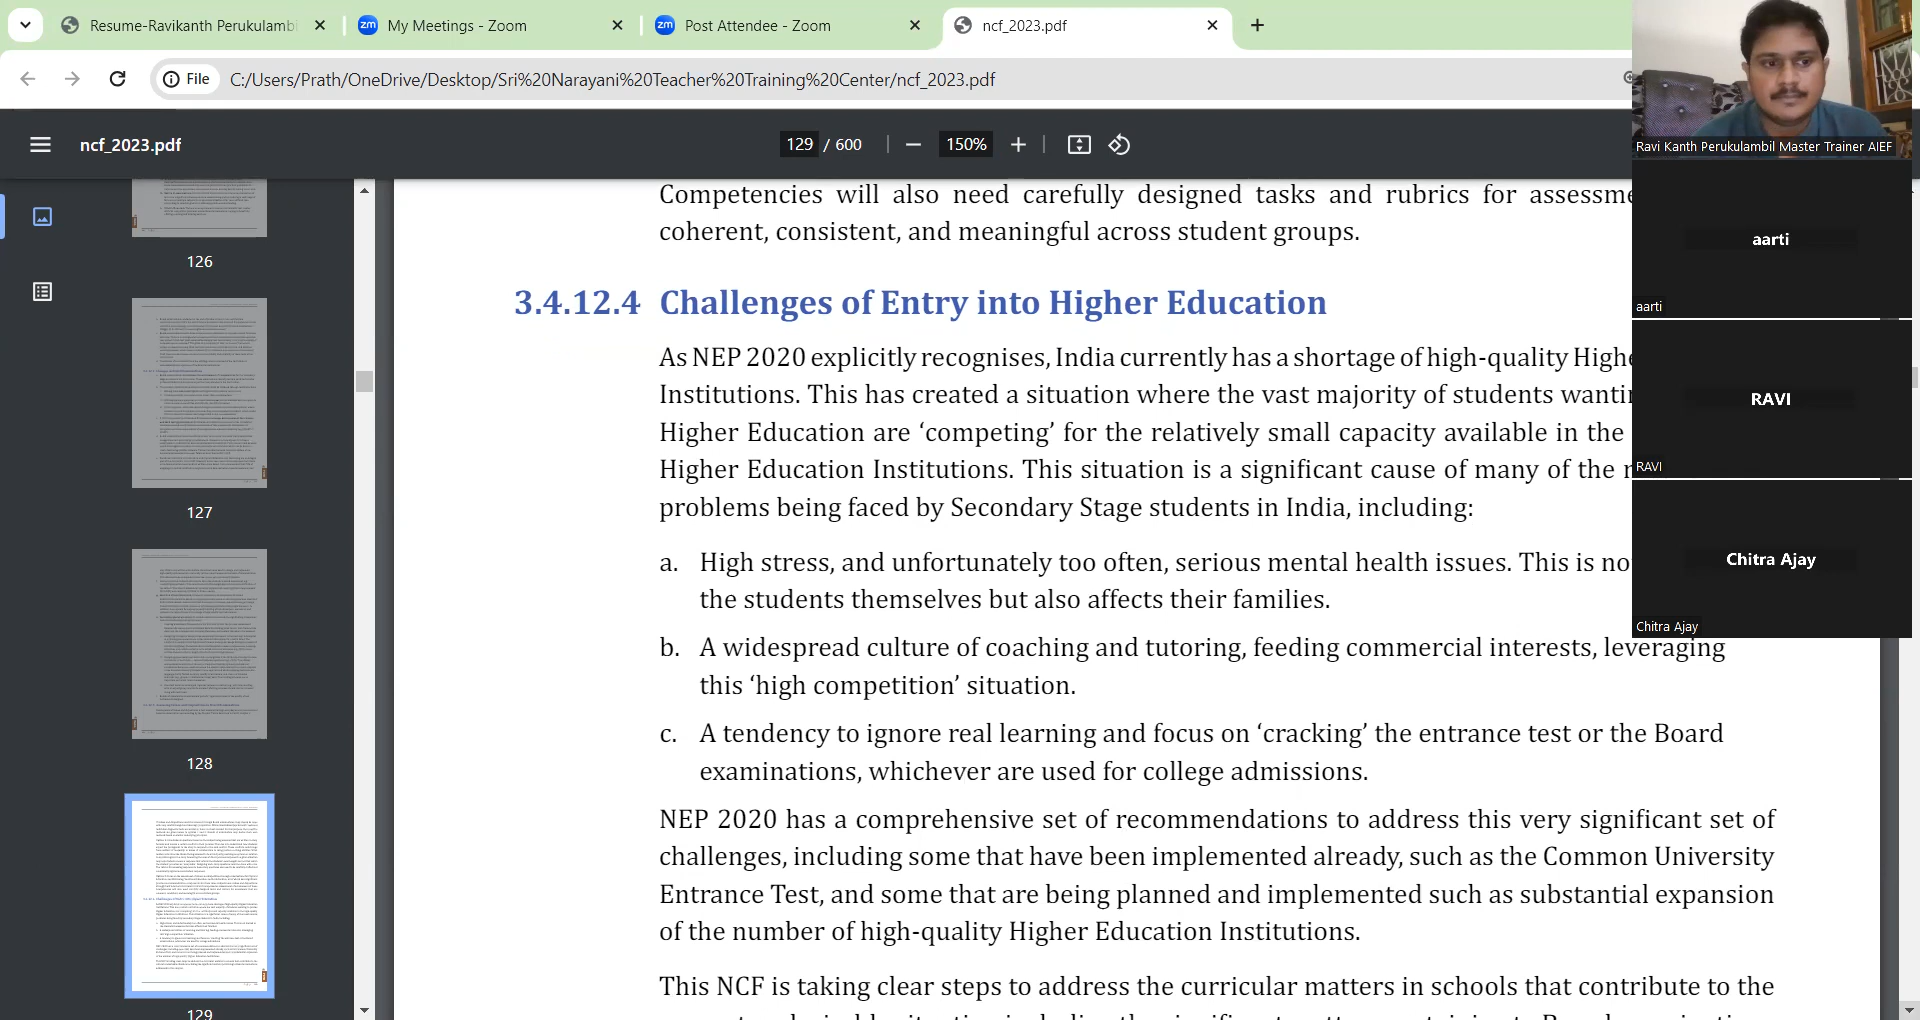 Resume-Ravikanth Perukulambi
My Meetings - Zoom
Post Attendee - Zoom
ncf_2023.pdf
File
C:/Users/Prath/OneDrive/Desktop/Sri%20Narayani%20Teacher%20Training%20Center/ncf_2023.pdf
ncf_2023.pdf
129 / 600
150%
126
127
128
129
Competencies will also need carefully designed tasks and rubrics for assessme
coherent, consistent, and meaningful across student groups.
3.4.12.4 Challenges of Entry into Higher Education
As NEP 2020 explicitly recognises, India currently has a shortage of high-quality Highe
Institutions. This has created a situation where the vast majority of students wantin
Higher Education are ‘competing’ for the relatively small capacity available in the
Higher Education Institutions. This situation is a significant cause of many of the
problems being faced by Secondary Stage students in India, including:
a. High stress, and unfortunately too often, serious mental health issues. This is no
the students themselves but also affects their families.
b. A widespread culture of coaching and tutoring, feeding commercial interests, leveraging
this ‘high competition’ situation.
c. A tendency to ignore real learning and focus on ‘cracking’ the entrance test or the Board
examinations, whichever are used for college admissions.
NEP 2020 has a comprehensive set of recommendations to address this very significant set of
challenges, including some that have been implemented already, such as the Common University
Entrance Test, and some that are being planned and implemented such as substantial expansion
of the number of high-quality Higher Education Institutions.
This NCF is taking clear steps to address the curricular matters in schools that contribute to the
Ravi Kanth Perukulambil Master Trainer AIEF
aarti
aarti
RAVI
RAVI
Chitra Ajay
Chitra Ajay